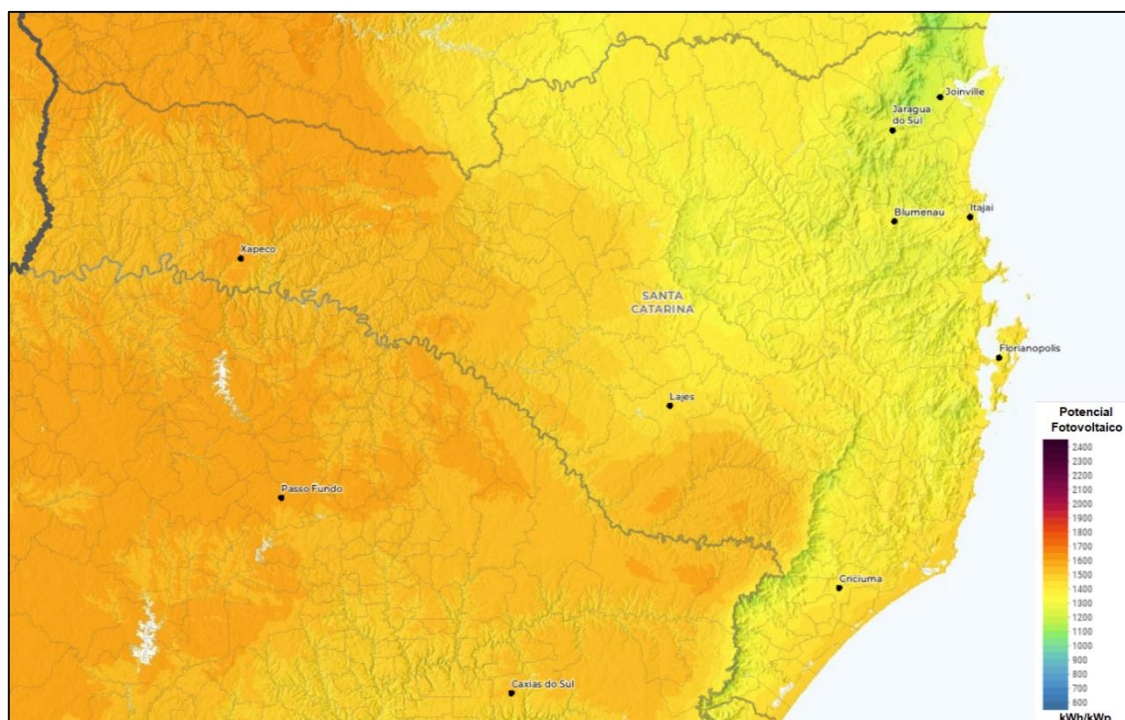 Joinville
Jaragua
do Sul
Blumenau
Itajai
Xapeco
SANTA
CATARINA
Florianopolis
Lajes
Passo Fundo
Criciuma
Caxias do Sul
Potencial
Fotovoltaico
2400
2300
2200
2100
2000
1900
1800
1700
1600
1500
1400
1300
1200
1100
1000
900
800
700
600
kWh/kWp